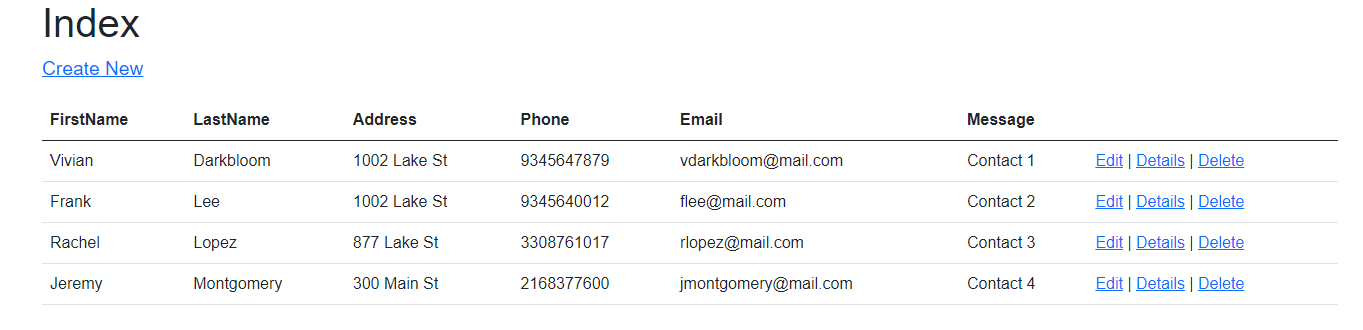 Index
Create New
FirstName LastName Address Phone Email Message
Vivian Darkbloom 1002 Lake St 9345647879 vdarkbloom@mail.com Contact 1 Edit | Details | Delete
Frank Lee 1002 Lake St 9345640012 flee@mail.com Contact 2 Edit | Details | Delete
Rachel Lopez 877 Lake St 3308761017 rlopez@mail.com Contact 3 Edit | Details | Delete
Jeremy Montgomery 300 Main St 2168377600 jmontgomery@mail.com Contact 4 Edit | Details | Delete